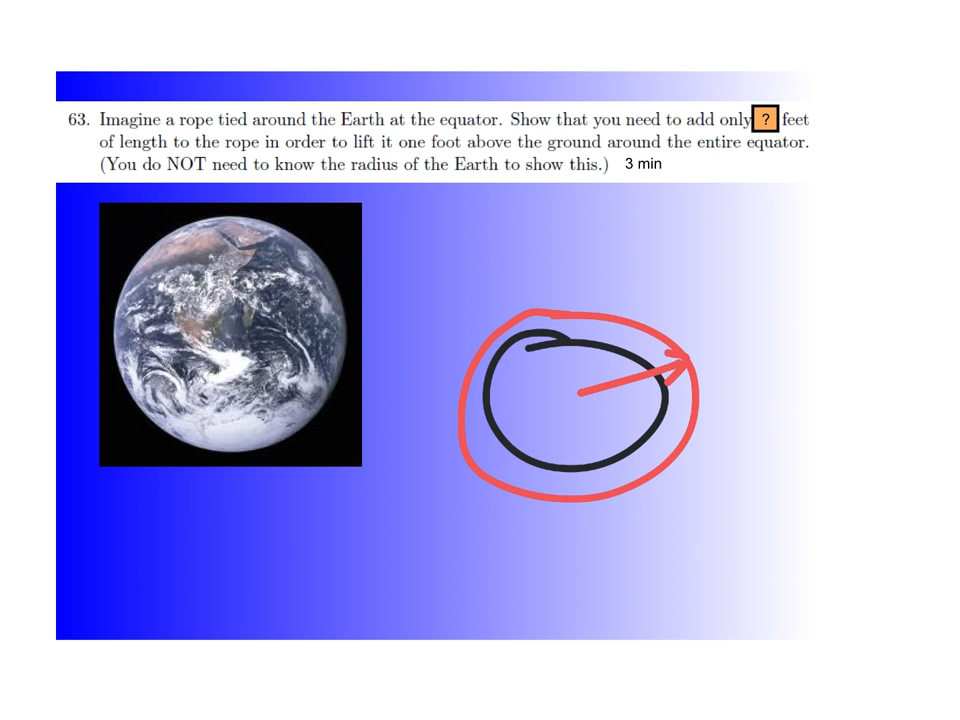 63. Imagine a rope tied around the Earth at the equator. Show that you need to add only ? feet
of length to the rope in order to lift it one foot above the ground around the entire equator.
(You do NOT need to know the radius of the Earth to show this.) 3 min